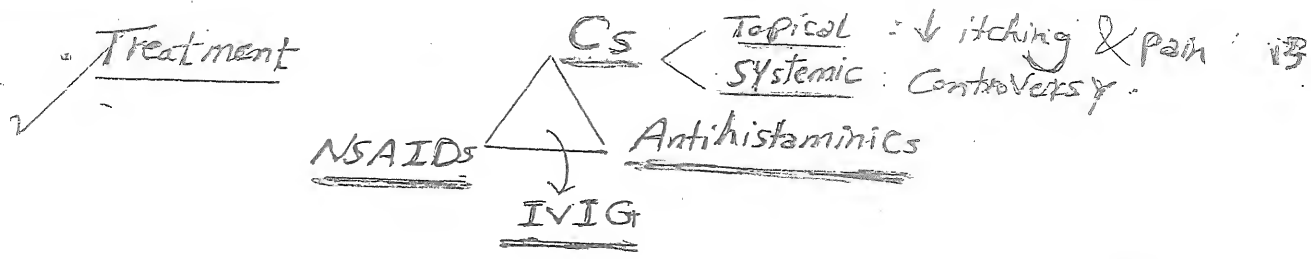 Treatment
Cs < Topical : ↓ itching & pain
Systemic : Controversy.
NSAIDs
Antihistaminics
IVIG